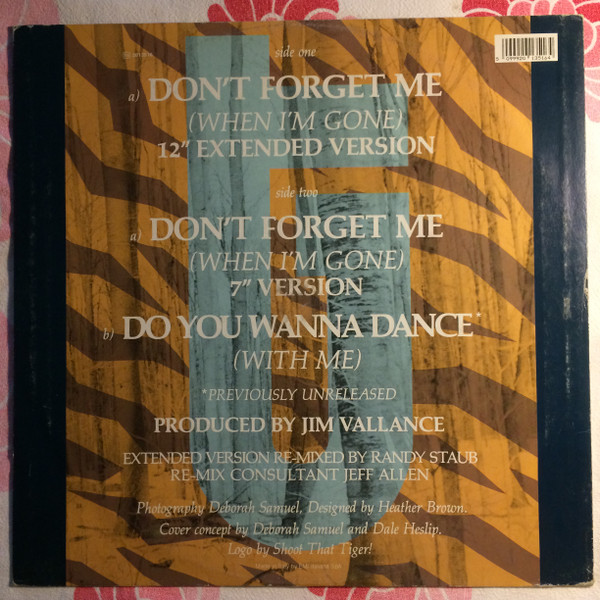 side one
a) DON'T FORGET ME
(WHEN I'M GONE)
12" EXTENDED VERSION
side two
a) DON'T FORGET ME
(WHEN I'M GONE)
7" VERSION
b) DO YOU WANNA DANCE*
(WITH ME)
*PREVIOUSLY UNRELEASED
PRODUCED BY JIM VALLANCE
EXTENDED VERSION RE-MIXED BY RANDY STAUB
RE-MIX CONSULTANT JEFF ALLEN
Photography Deborah Samuel, Designed by Heather Brown.
Cover concept by Deborah Samuel and Dale Heslip.
Logo by Shoot That Tiger!